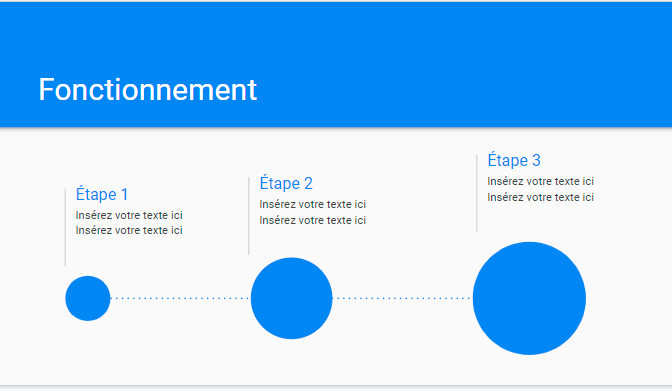 Fonctionnement
Étape 1
Insérez votre texte ici
Insérez votre texte ici
Étape 2
Insérez votre texte ici
Insérez votre texte ici
Étape 3
Insérez votre texte ici
Insérez votre texte ici